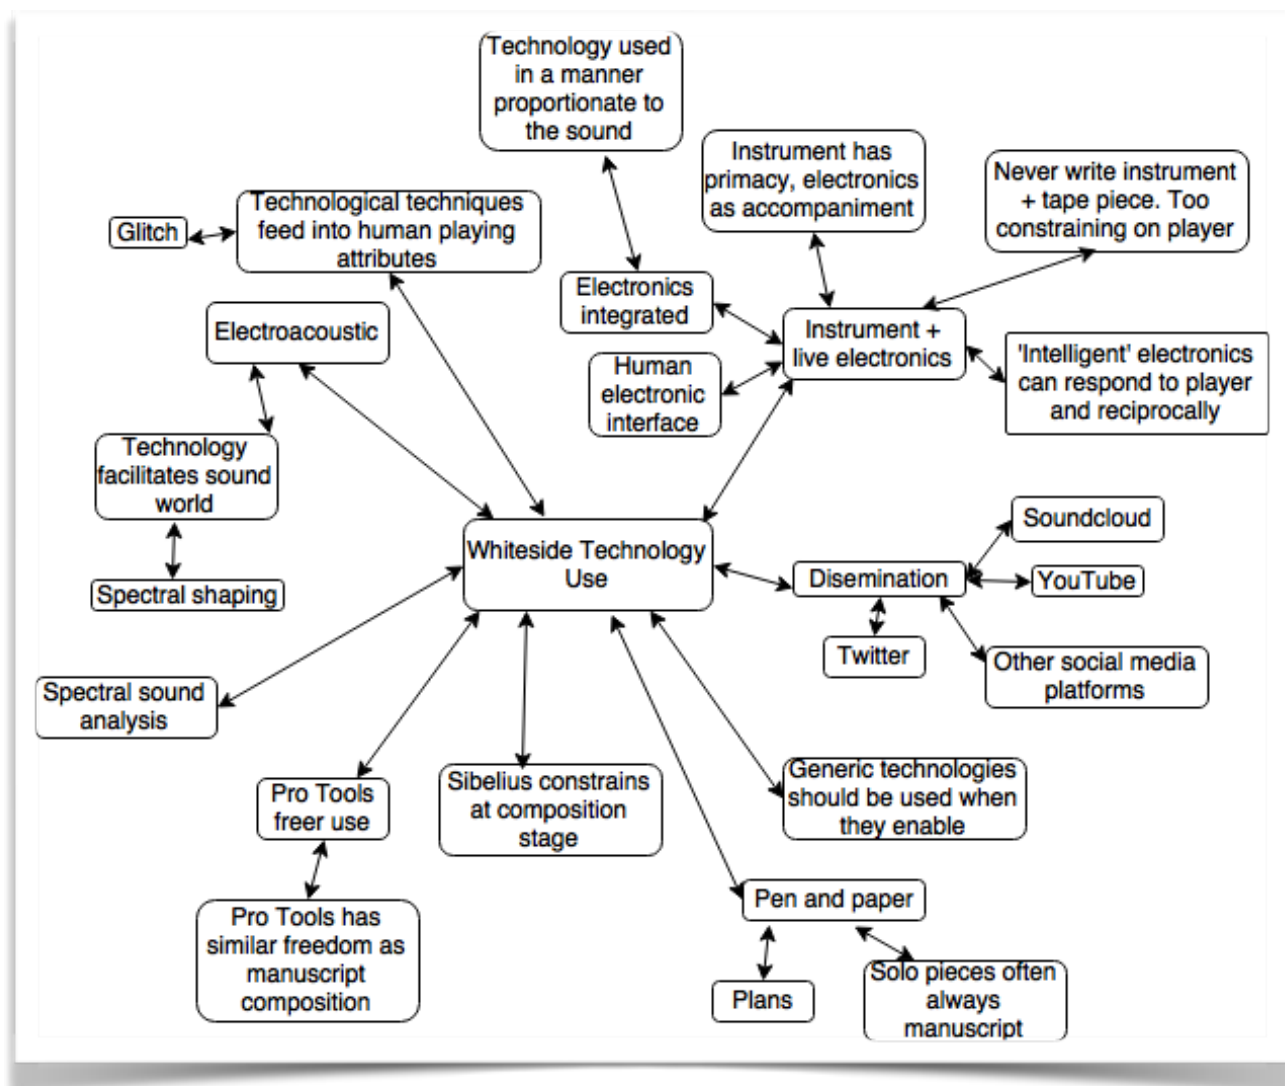 Technology used
in a manner
proportionate to
the sound
Instrument has
primacy, electronics
as accompaniment
Never write instrument
+ tape piece. Too
constraining on player
Glitch
Technological techniques
feed into human playing
attributes
Electronics
integrated
Electroacoustic
Instrument +
live electronics
Human
electronic
interface
'Intelligent' electronics
can respond to player
and reciprocally
Technology
facilitates sound
world
Spectral shaping
Whiteside Technology
Use
Soundcloud
Disemination
YouTube
Twitter
Other social media
platforms
Spectral sound
analysis
Pro Tools
freer use
Sibelius constrains
at composition
stage
Generic technologies
should be used when
they enable
Pro Tools has
similar freedom as
manuscript
composition
Pen and paper
Plans
Solo pieces often
always
manuscript